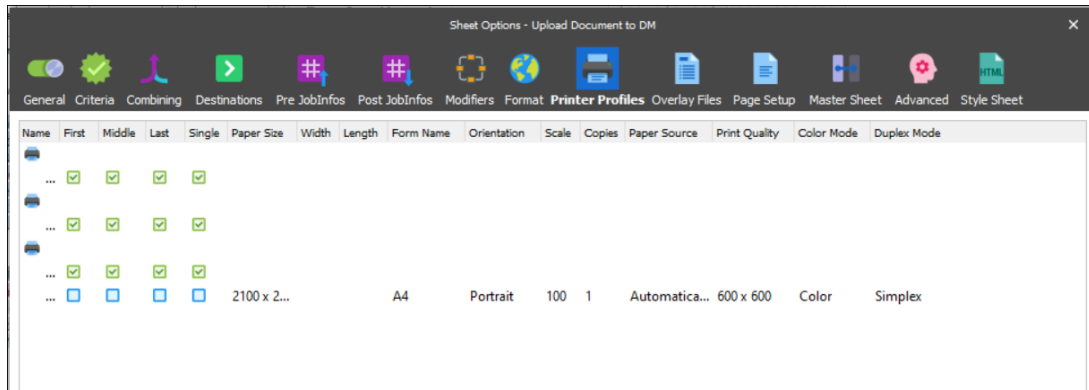 Sheet Options - Upload Document to DM
HTML
General Criteria Combining Destinations Pre JobInfos Post JobInfos Modifiers Format Printer Profiles Overlay Files Page Setup Master Sheet Advanced Style Sheet
Name First Middle Last Single Paper Size Width Length Form Name Orientation Scale Copies Paper Source Print Quality Color Mode Duplex Mode
...
...
...
... 2100 x 2... A4 Portrait 100 1 Automatica... 600 x 600 Color Simplex